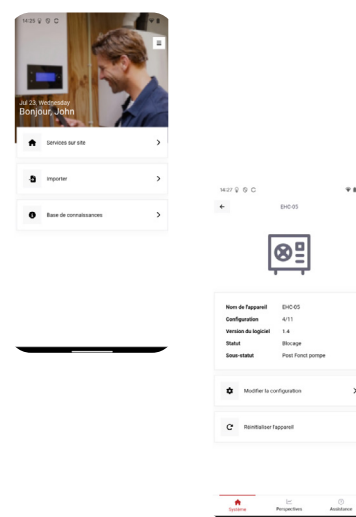 14:25
Jul 23, Wednesday
Bonjour, John
Services sur site
Importer
Base de connaissances
14:27
EHC-05
Nom de l'appareil EHC-05
Configuration 4/11
Version du logiciel 1.4
Statut Blocage
Sous-statut Post Fonct pompe
Modifier la configuration
Réinitialiser l'appareil
Système Perspectives Assistance